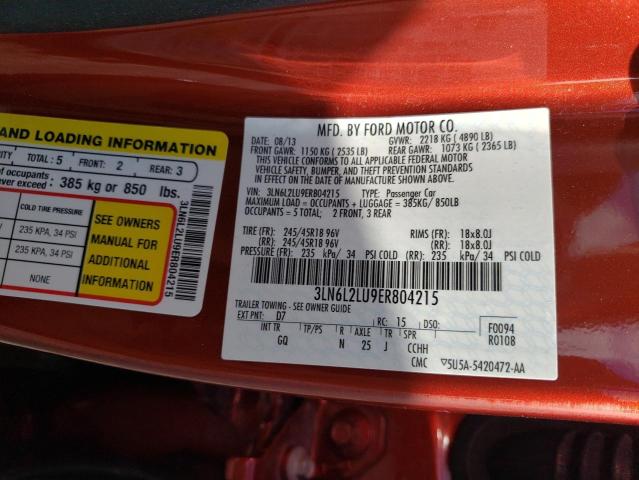 AND LOADING INFORMATION
ITY TOTAL: 5 FRONT: 2 REAR: 3
occupants and
ever exceed: 385 kg or 850 lbs.
COLD TIRE PRESSURE
235 KPA, 34 PSI
235 KPA, 34 PSI
NONE
SEE OWNERS
MANUAL FOR
ADDITIONAL
INFORMATION
3LN6L2LU9ER804215
MFD. BY FORD MOTOR CO.
DATE: 08/13 GVWR: 2218 KG ( 4890 LB)
FRONT GAWR: 1150 KG ( 2535 LB) REAR GAWR: 1073 KG ( 2365 LB)
THIS VEHICLE CONFORMS TO ALL APPLICABLE FEDERAL MOTOR
VEHICLE SAFETY, BUMPER, AND THEFT PREVENTION STANDARDS
IN EFFECT ON THE DATE OF MANUFACTURE SHOWN ABOVE.
VIN: 3LN6L2LU9ER804215 TYPE: Passenger Car
MAXIMUM LOAD = OCCUPANTS + LUGGAGE = 385KG/ 850LB
OCCUPANTS = 5 TOTAL: 2 FRONT, 3 REAR
TIRE (FR): 245/45R18 96V RIMS (FR): 18x8.0J
(RR): 245/45R18 96V (RR): 18x8.0J
PRESSURE (FR): 235 kPa/ 34 PSI COLD (RR): 235 kPa/ 34 PSI COLD
3LN6L2LU9ER804215
TRAILER TOWING - SEE OWNER GUIDE
EXT PNT: D7 RC: 15 DSO: F0094
INT TR TP/PS R AXLE TR SPR R0108
GQ N 25 J CCHH
CMC ▽5U5A-5420472-AA